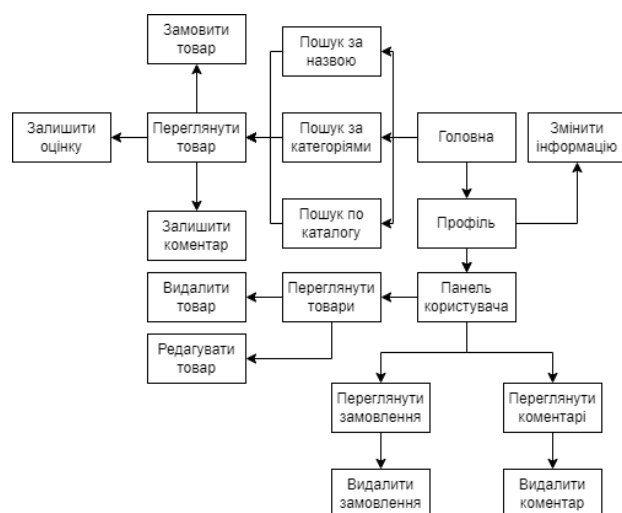 Замовити
товар
Пошук за
назвою
Залишити
оцінку
Переглянути
товар
Пошук за
категоріями
Головна
Змінити
інформацію
Залишити
коментар
Пошук по
каталогу
Профіль
Видалити
товар
Переглянути
товари
Панель
користувача
Редагувати
товар
Переглянути
замовлення
Переглянути
коментарі
Видалити
замовлення
Видалити
коментар